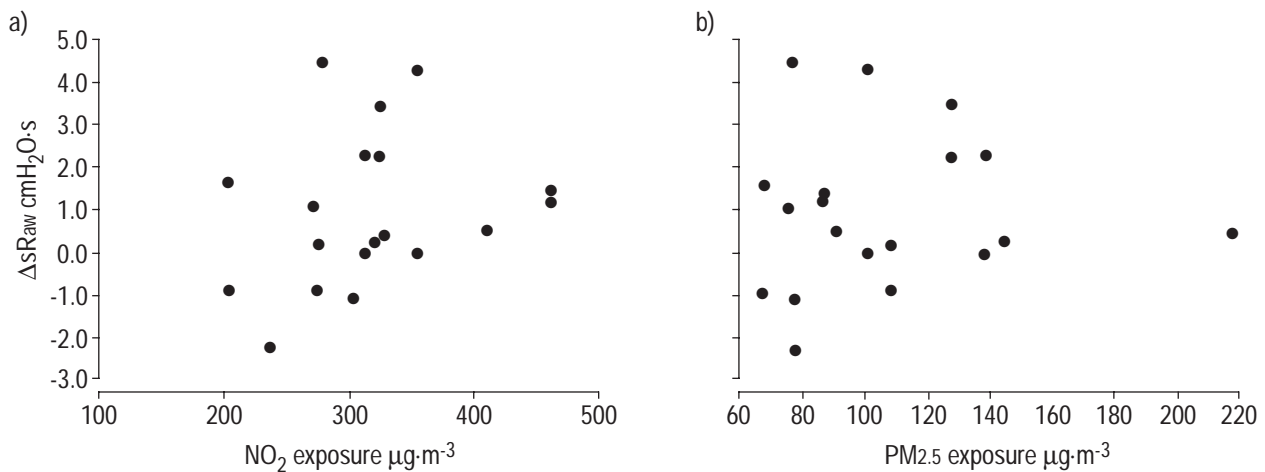 a)
5.0
4.0
3.0
2.0
1.0
0.0
-1.0
-2.0
-3.0
ΔsRaw cmH₂O·s
100 200 300 400 500
NO₂ exposure µg·m⁻³
b)
60 80 100 120 140 160 180 200 220
PM2.5 exposure µg·m⁻³